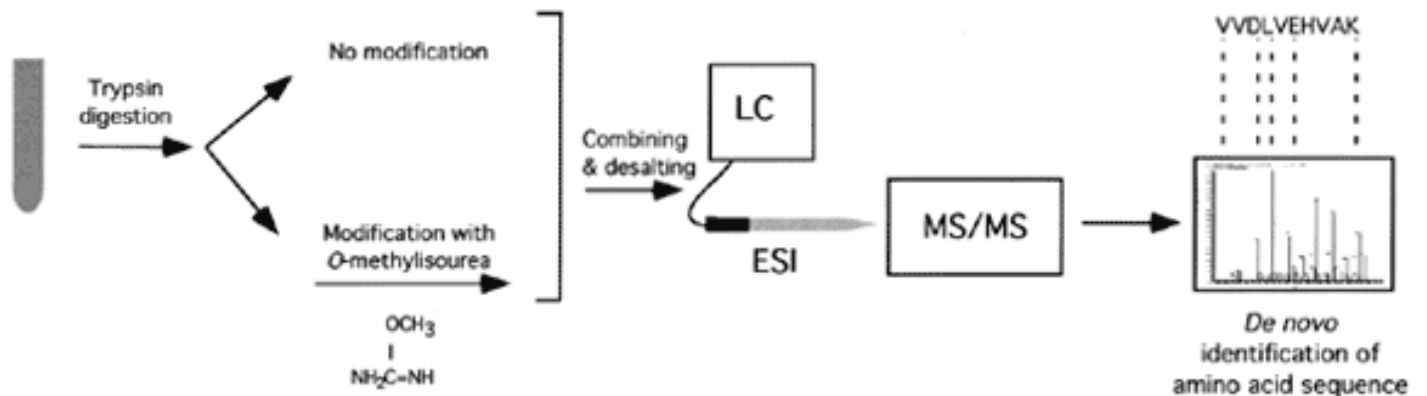 Trypsin
digestion
No modification
Modification with
O-methylisourea
OCH3
NH2C=NH
Combining
& desalting
LC
ESI
MS/MS
VVDLVEHVAK
De novo
identification of
amino acid sequence